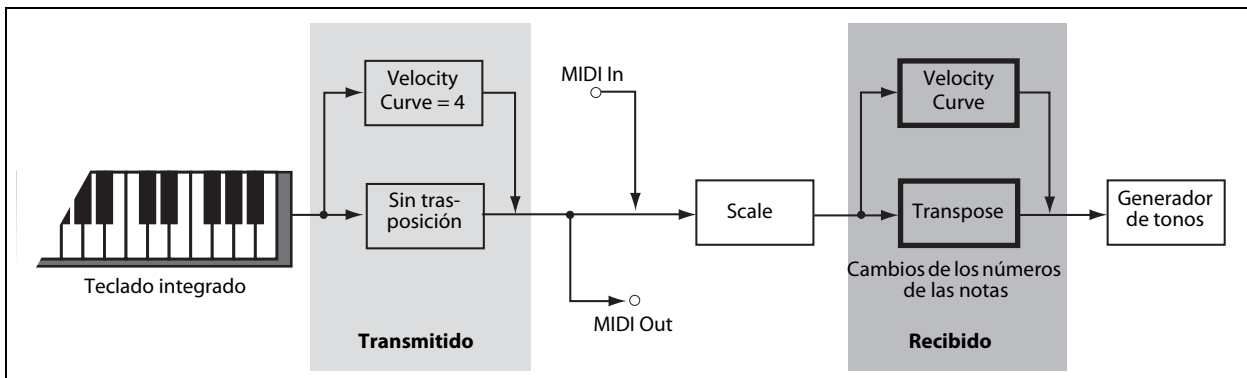 Teclado integrado
Velocity
Curve = 4
Sin tras-
posición
Transmitido
MIDI In
MIDI Out
Scale
Velocity
Curve
Transpose
Cambios de los números
de las notas
Recibido
Generador
de tonos